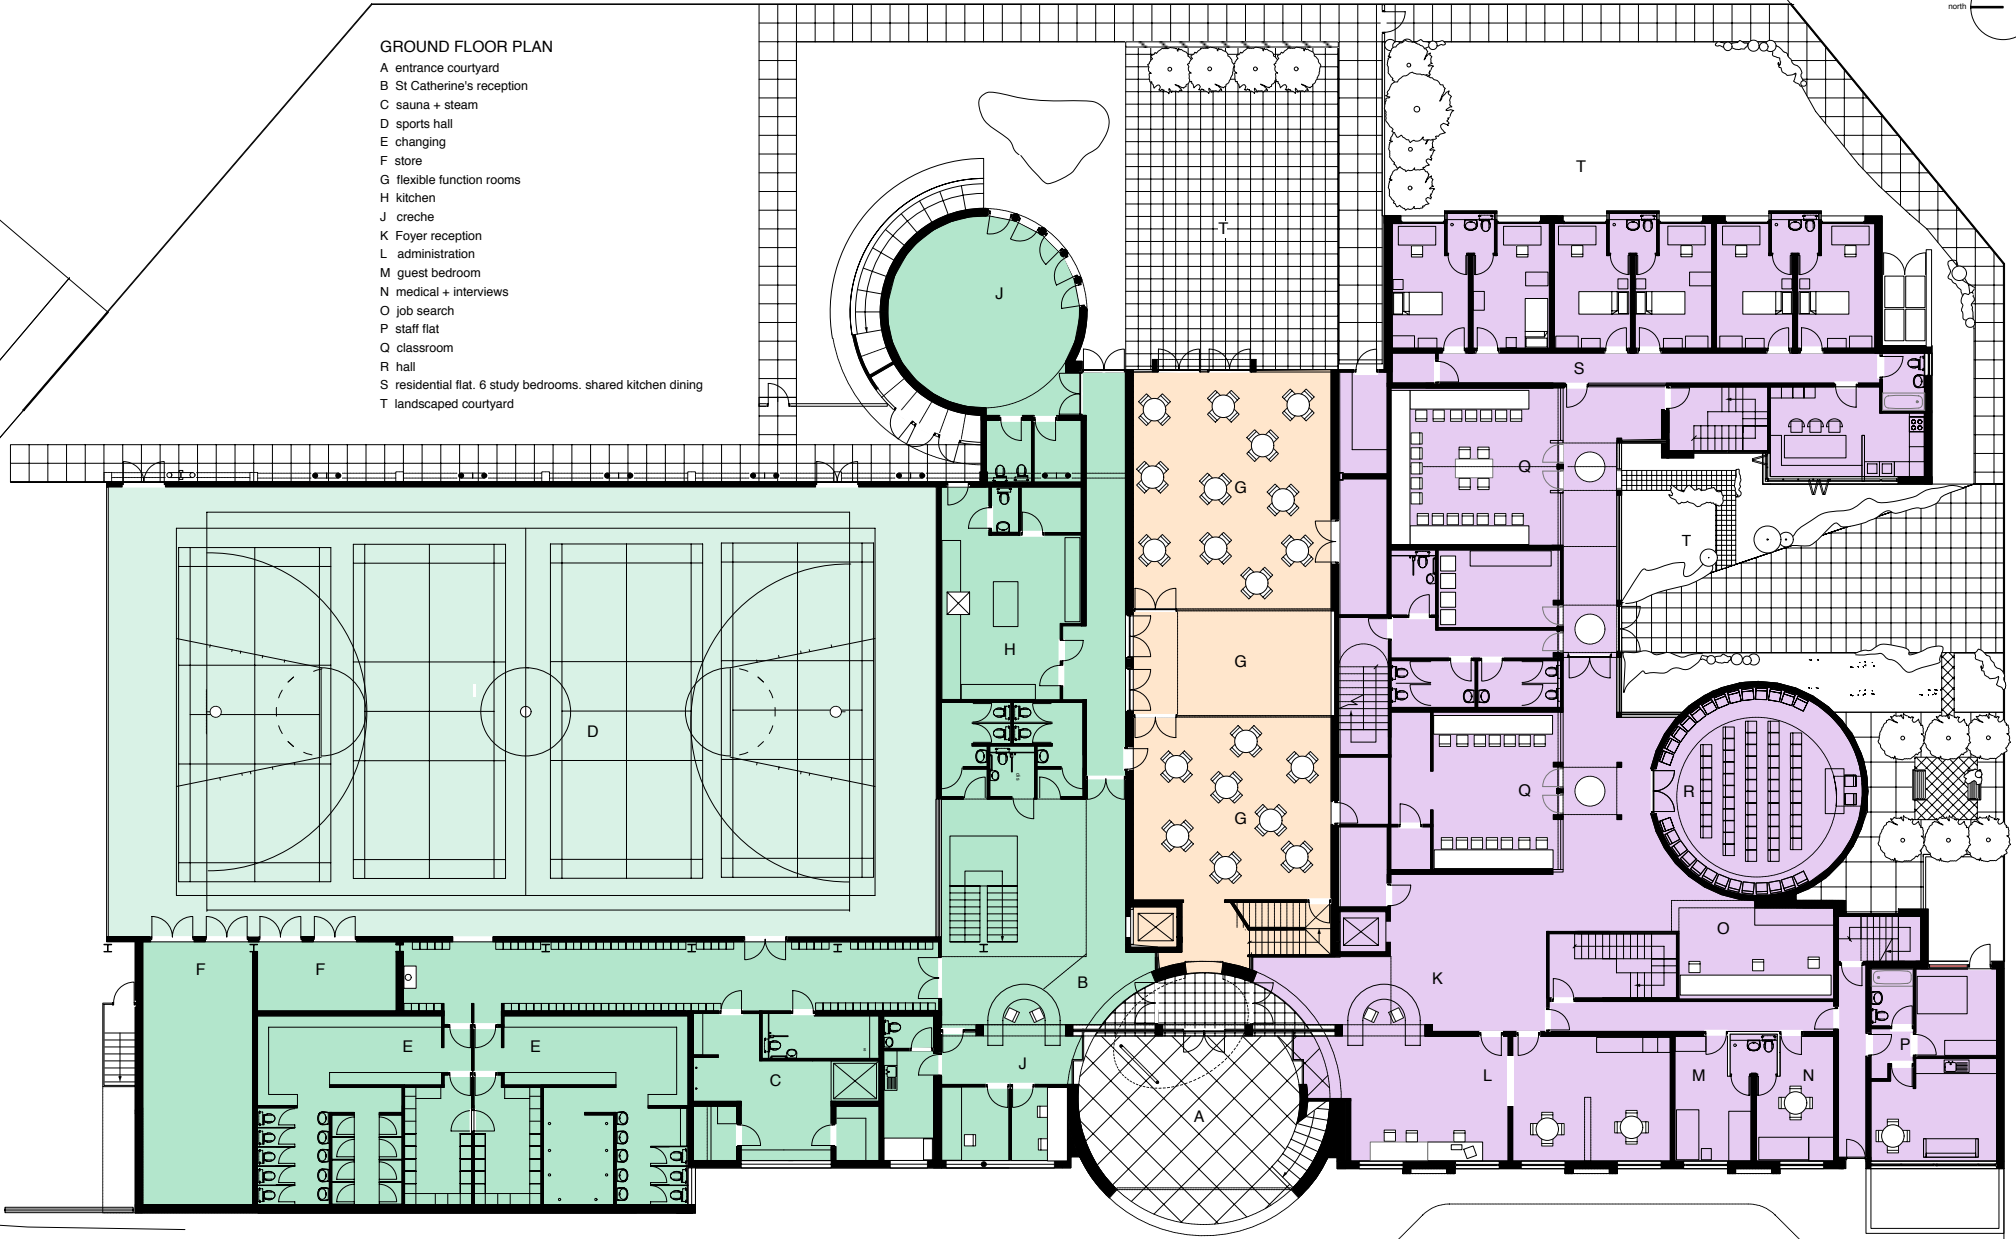 north
GROUND FLOOR PLAN
A entrance courtyard
B St Catherine's reception
C sauna + steam
D sports hall
E changing
F store
G flexible function rooms
H kitchen
J creche
K Foyer reception
L administration
M guest bedroom
N medical + interviews
O job search
P staff flat
Q classroom
R hall
S residential flat. 6 study bedrooms. shared kitchen dining
T landscaped courtyard
T
T
J
S
Q
G
T
H
G
D
R
Q
G
O
F
F
B
K
E
E
J
P
C
L
M
N
A